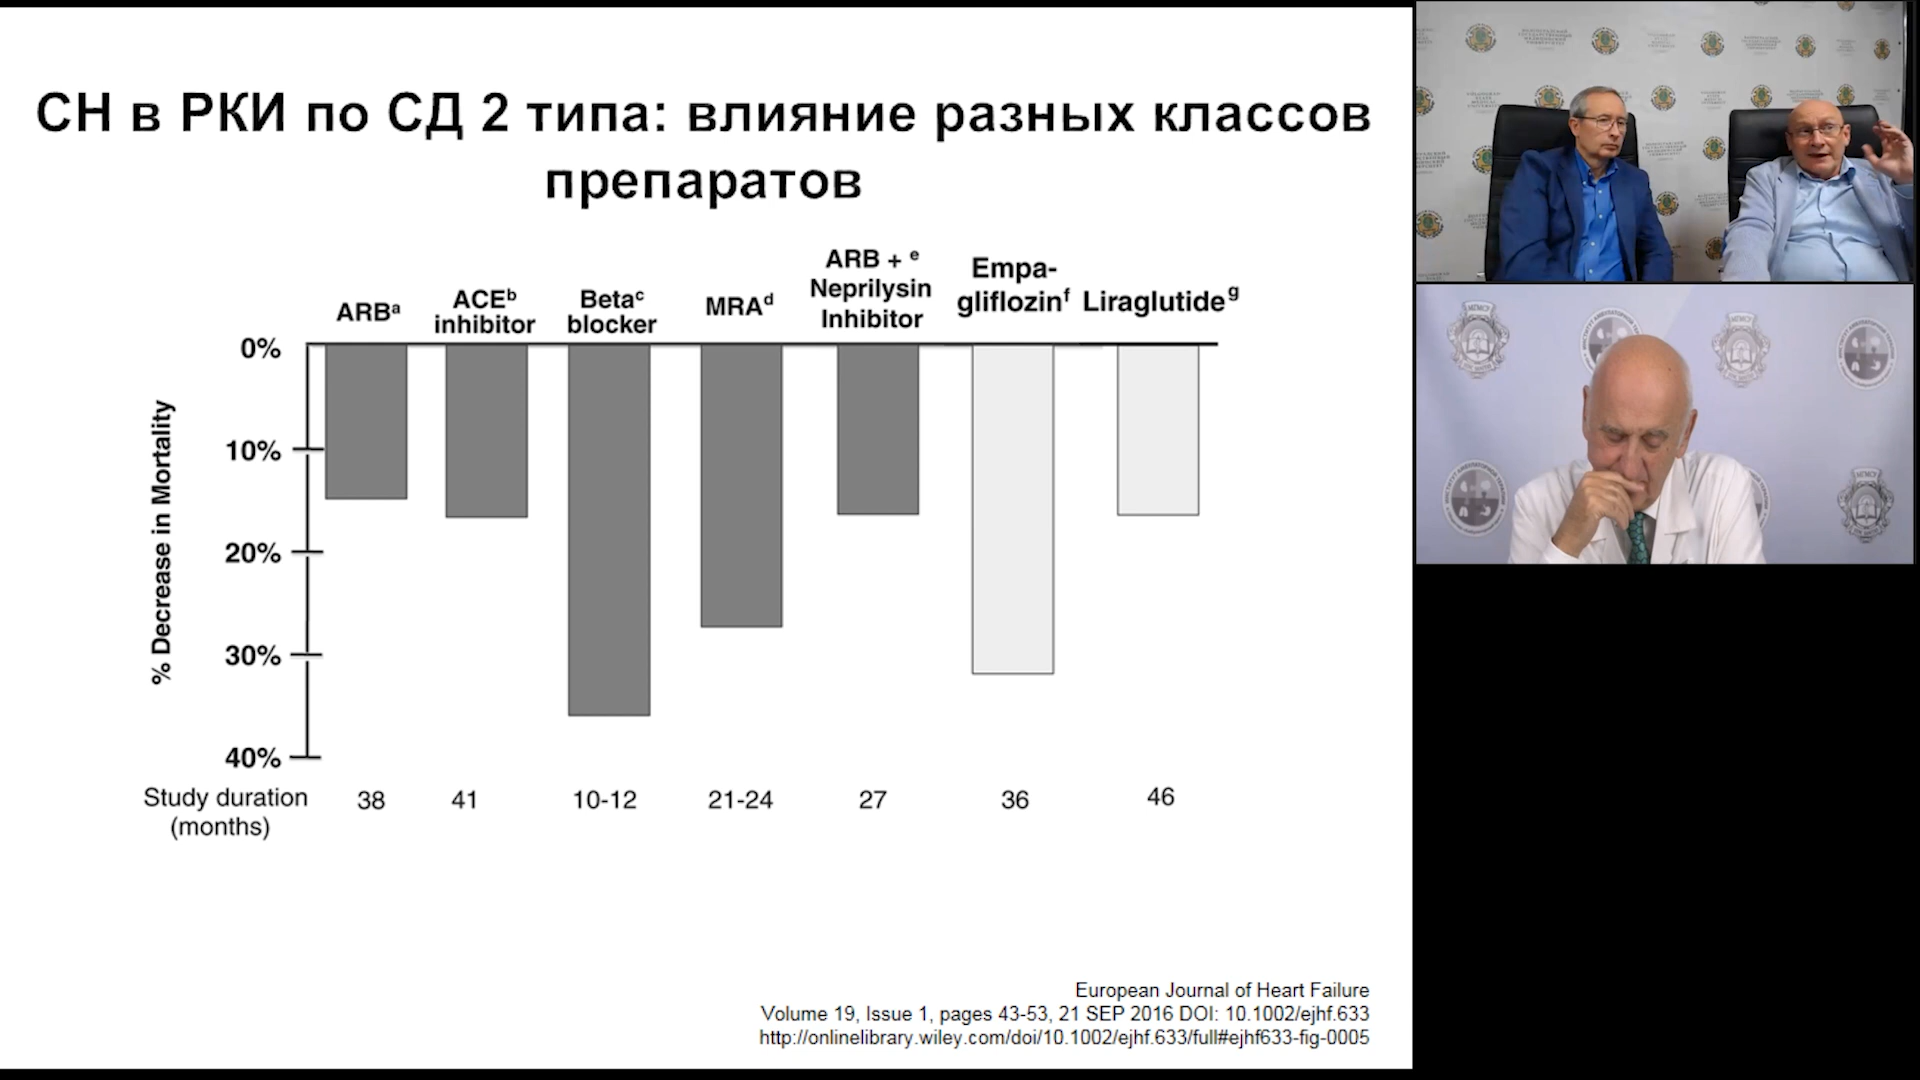 СН в РКИ по СД 2 типа: влияние разных классов
препаратов
ARBᵃ
ACEᵇ
inhibitor
Betaᶜ
blocker
MRAᵈ
ARB + ᵉ
Neprilysin
Inhibitor
Empa-
gliflozinᶠ
Liraglutideᵍ
% Decrease in Mortality
0%
10%
20%
30%
40%
Study duration
(months)
38 41 10-12 21-24 27 36 46
European Journal of Heart Failure
Volume 19, Issue 1, pages 43-53, 21 SEP 2016 DOI: 10.1002/ejhf.633
http://onlinelibrary.wiley.com/doi/10.1002/ejhf.633/full#ejhf633-fig-0005